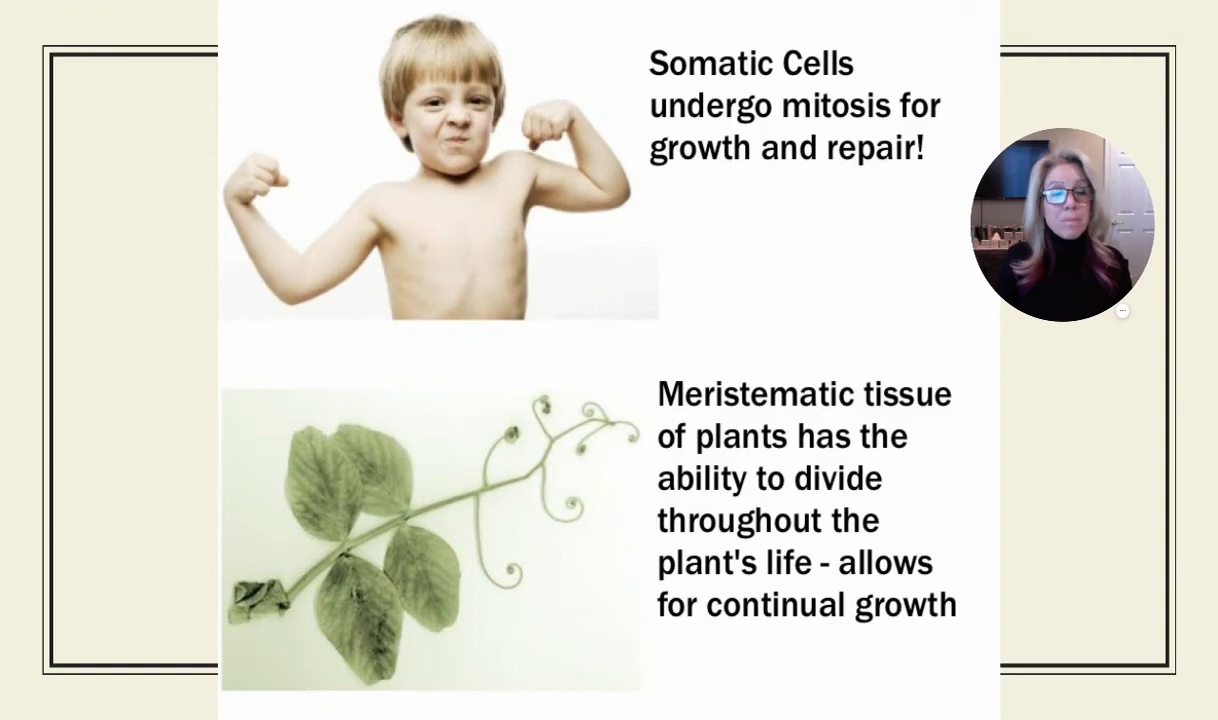 Somatic Cells
undergo mitosis for
growth and repair!
Meristematic tissue
of plants has the
ability to divide
throughout the
plant's life - allows
for continual growth